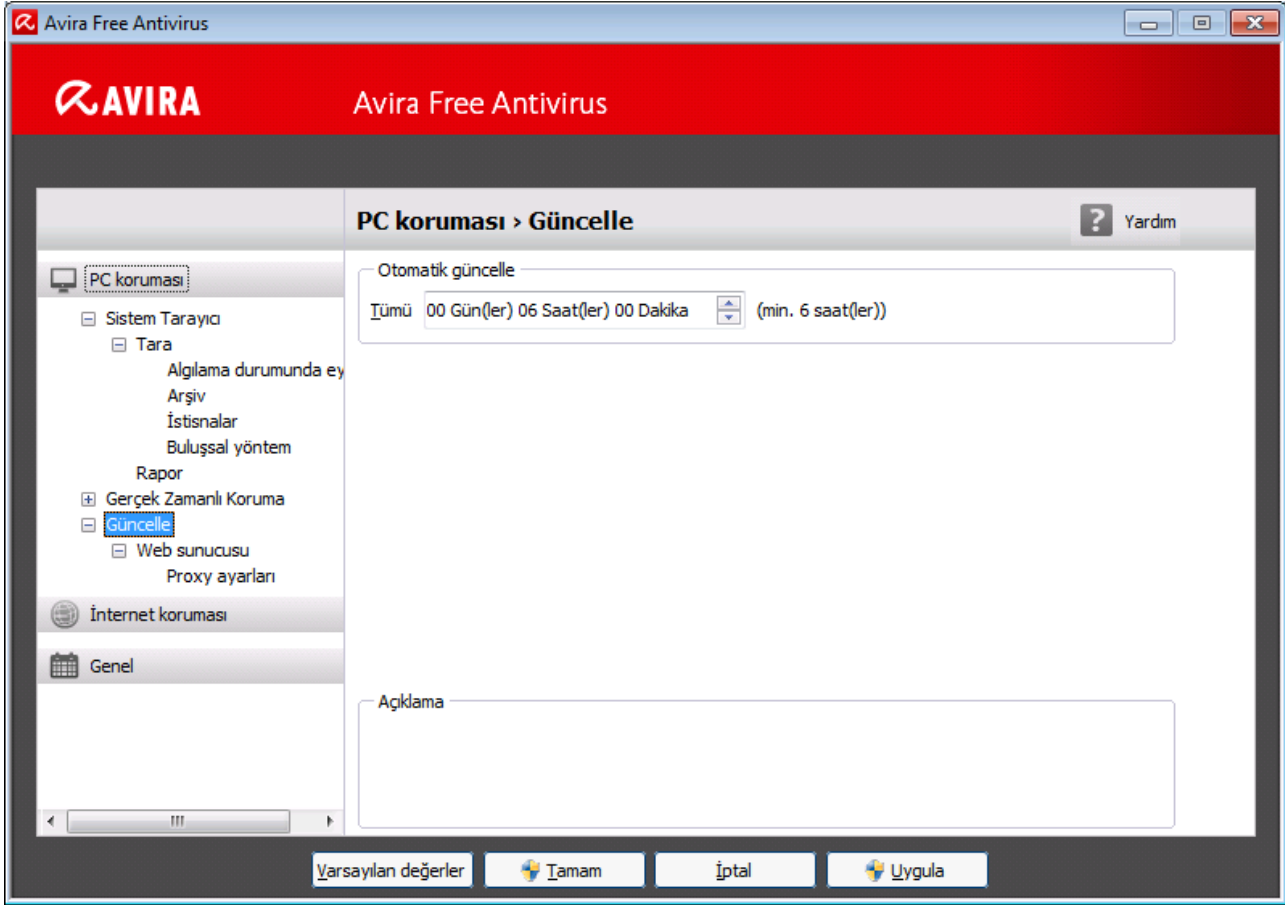 Avira Free Antivirus
AVIRA
Avira Free Antivirus
PC koruması › Güncelle
? Yardım
PC koruması
Sistem Tarayıcı
Tara
Algılama durumunda ey
Arşiv
İstisnalar
Buluşsal yöntem
Rapor
Gerçek Zamanlı Koruma
Güncelle
Web sunucusu
Proxy ayarları
İnternet koruması
Genel
Otomatik güncelle
Tümü 00 Gün(ler) 06 Saat(ler) 00 Dakika (min. 6 saat(ler))
Açıklama
Varsayılan değerler Tamam İptal Uygula